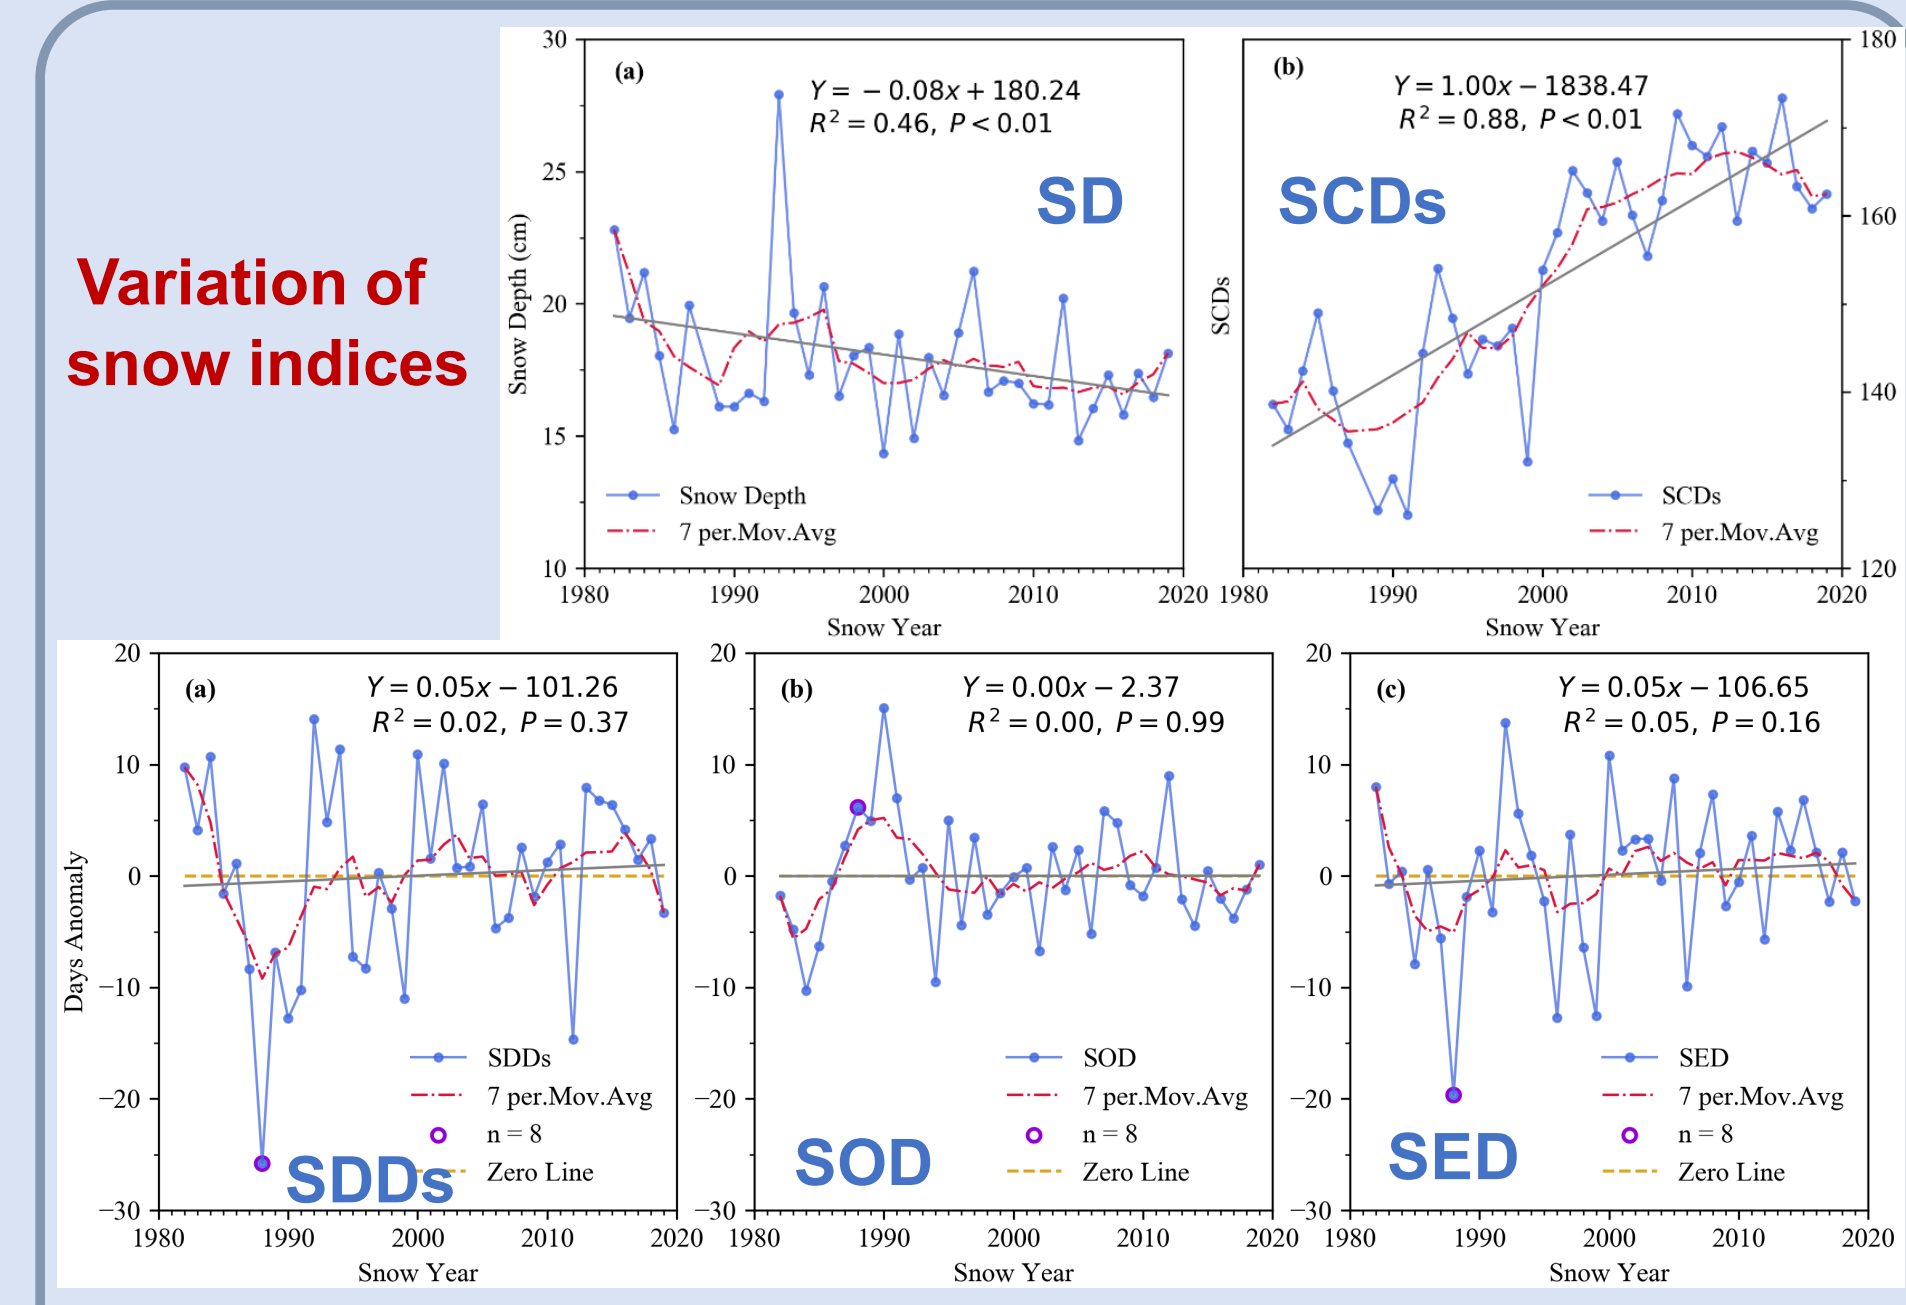 Variation of
snow indices
(a)
Y = − 0.08x + 180.24
R² = 0.46, P < 0.01
SD
Snow Depth (cm)
30
25
20
15
10
Snow Depth
7 per.Mov.Avg
1980 1990 2000 2010 2020
Snow Year
(b)
Y = 1.00x − 1838.47
R² = 0.88, P < 0.01
SCDs
SCDs
180
160
140
120
SCDs
7 per.Mov.Avg
1980 1990 2000 2010 2020
Snow Year
(a)
Y = 0.05x − 101.26
R² = 0.02, P = 0.37
Days Anomaly
20
10
0
−10
−20
−30
SDDs
7 per.Mov.Avg
n = 8
Zero Line
SDDs
1980 1990 2000 2010 2020
Snow Year
(b)
Y = 0.00x − 2.37
R² = 0.00, P = 0.99
20
10
0
−10
−20
−30
SOD
7 per.Mov.Avg
n = 8
Zero Line
SOD
1980 1990 2000 2010 2020
Snow Year
(c)
Y = 0.05x − 106.65
R² = 0.05, P = 0.16
20
10
0
−10
−20
−30
SED
7 per.Mov.Avg
n = 8
Zero Line
SED
1980 1990 2000 2010 2020
Snow Year